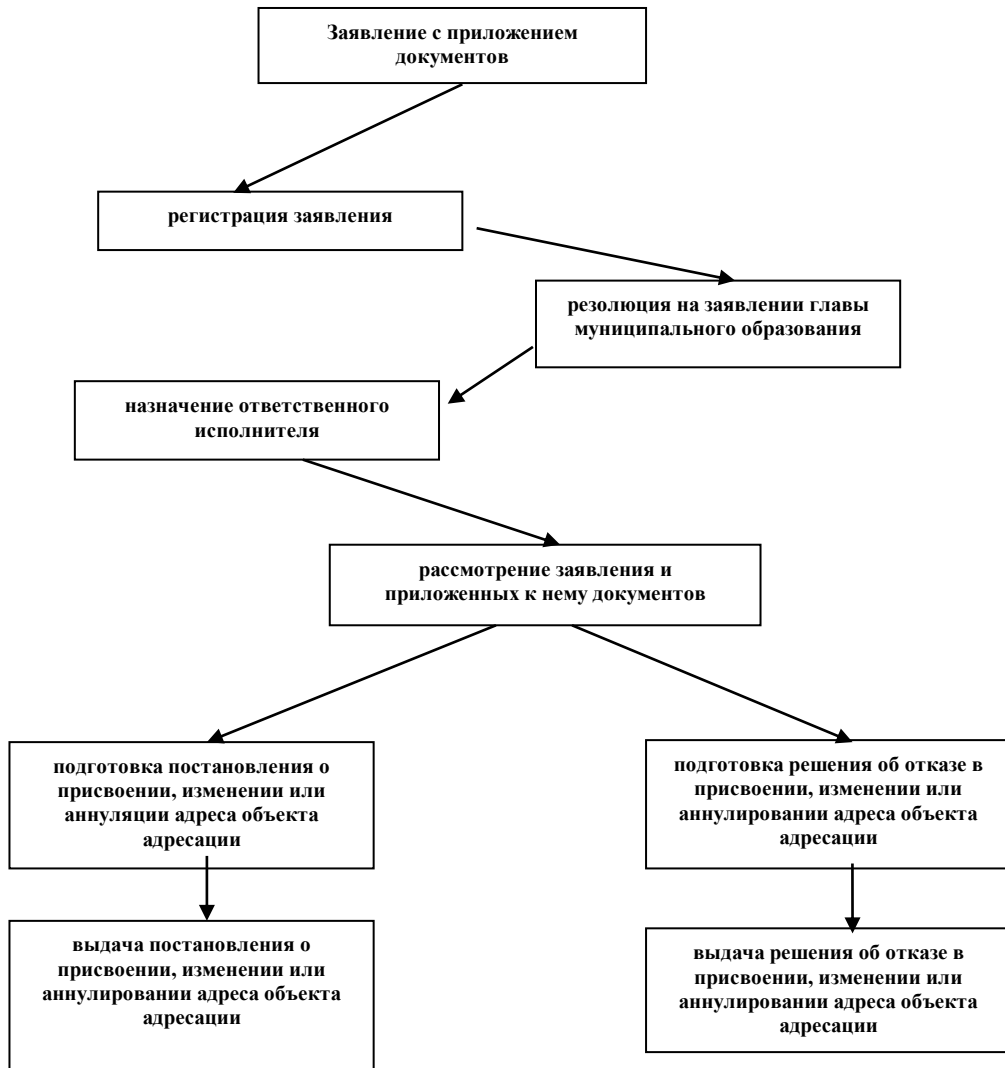 Заявление с приложением
документов
регистрация заявления
резолюция на заявлении главы
муниципального образования
назначение ответственного
исполнителя
рассмотрение заявления и
приложенных к нему документов
подготовка постановления о
присвоении, изменении или
аннуляции адреса объекта
адресации
подготовка решения об отказе в
присвоении, изменении или
аннулировании адреса объекта
адресации
выдача постановления о
присвоении, изменении или
аннулировании адреса объекта
адресации
выдача решения об отказе в
присвоении, изменении или
аннулировании адреса объекта
адресации